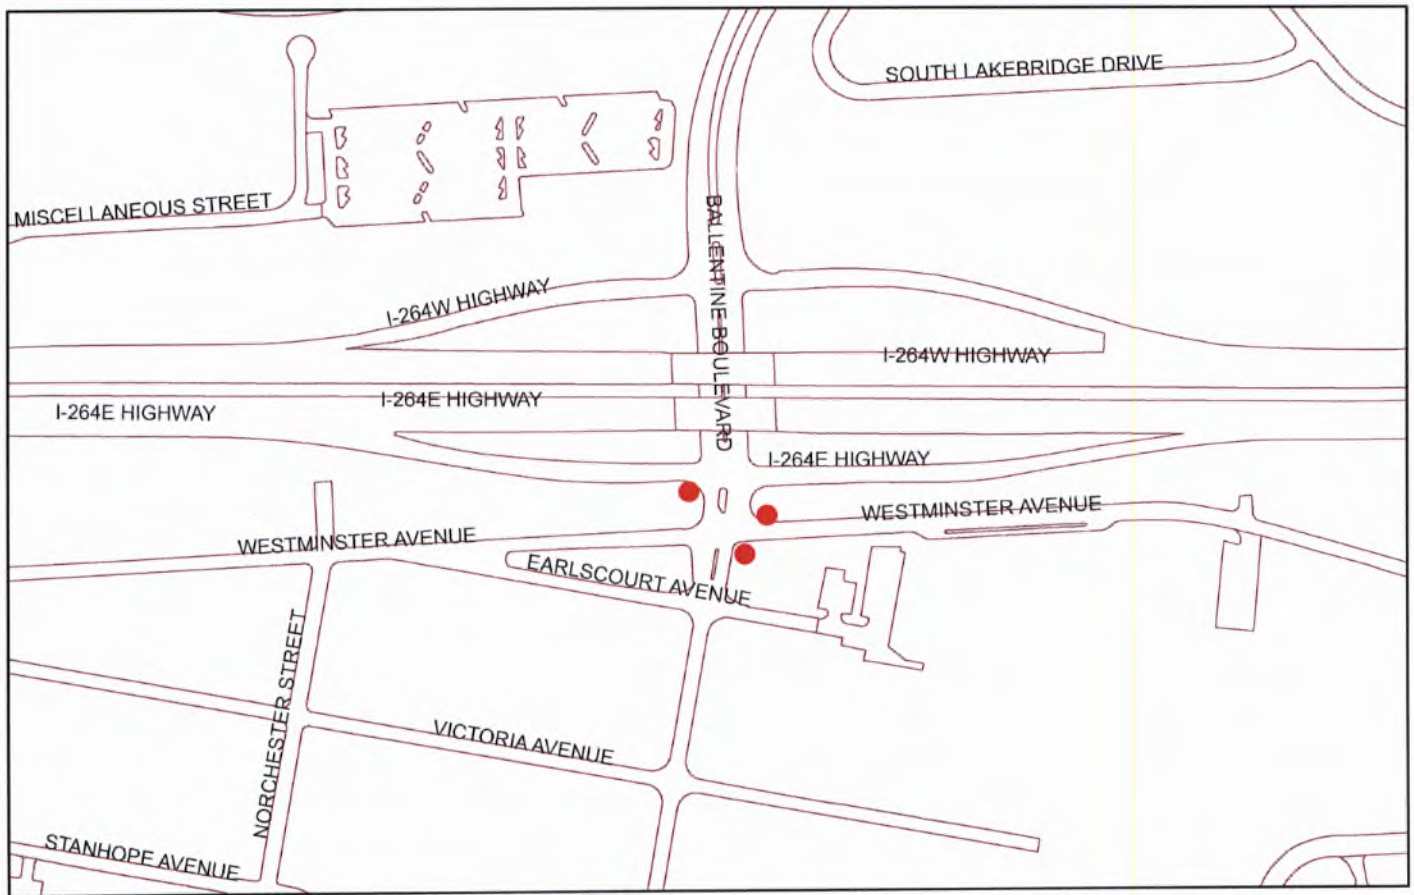 SOUTH LAKEBRIDGE DRIVE
MISCELLANEOUS STREET
BALLENTINE BOULEVARD
I-264W HIGHWAY
I-264W HIGHWAY
I-264E HIGHWAY
I-264E HIGHWAY
I-264E HIGHWAY
WESTMINSTER AVENUE
WESTMINSTER AVENUE
EARLSCOURT AVENUE
NORCHESTER STREET
VICTORIA AVENUE
STANHOPE AVENUE